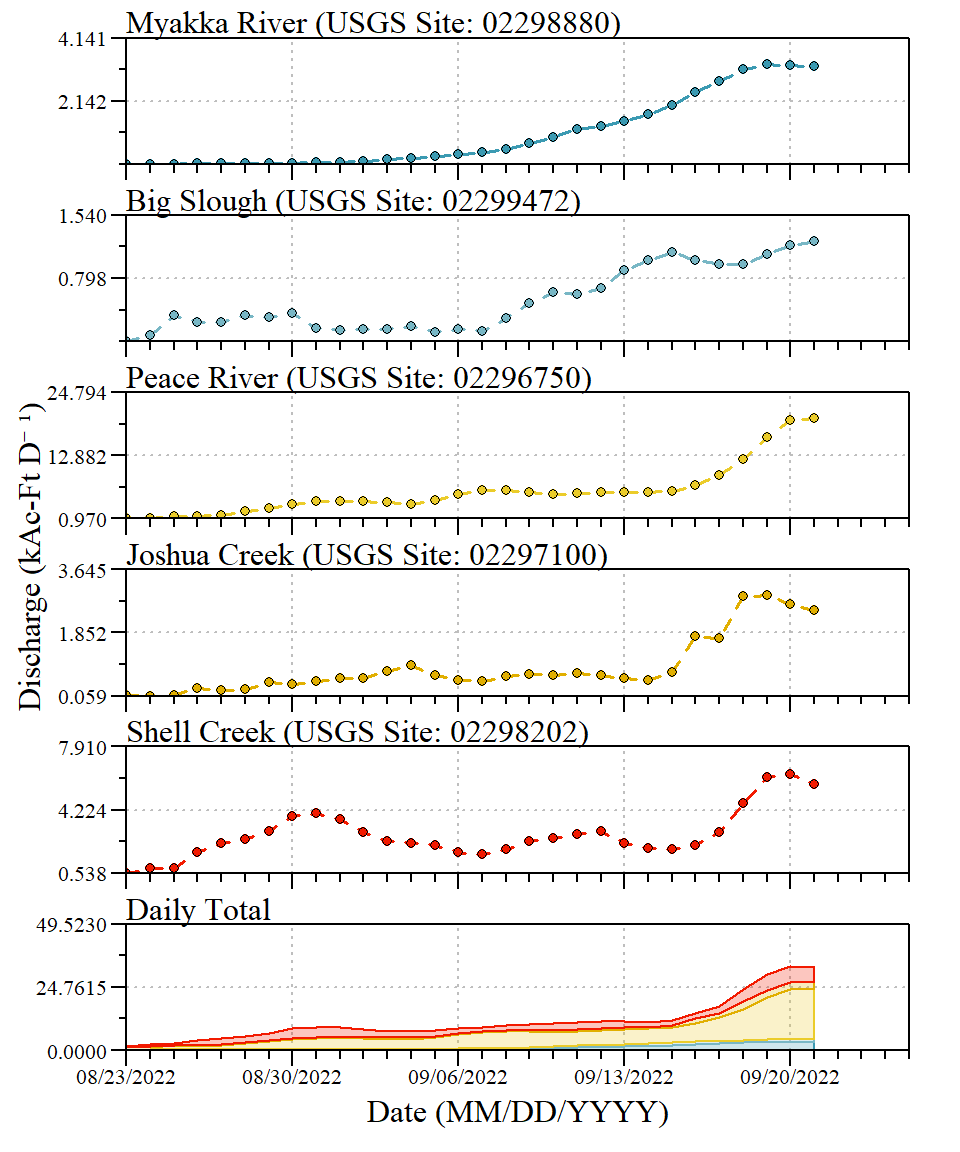 Myakka River (USGS Site: 02298880)
4.141
2.142
Big Slough (USGS Site: 02299472)
1.540
0.798
Peace River (USGS Site: 02296750)
24.794
12.882
0.970
Joshua Creek (USGS Site: 02297100)
3.645
1.852
0.059
Shell Creek (USGS Site: 02298202)
7.910
4.224
0.538
Daily Total
49.5230
24.7615
0.0000
08/23/2022 08/30/2022 09/06/2022 09/13/2022 09/20/2022
Date (MM/DD/YYYY)
Discharge (kAc-Ft D⁻¹)